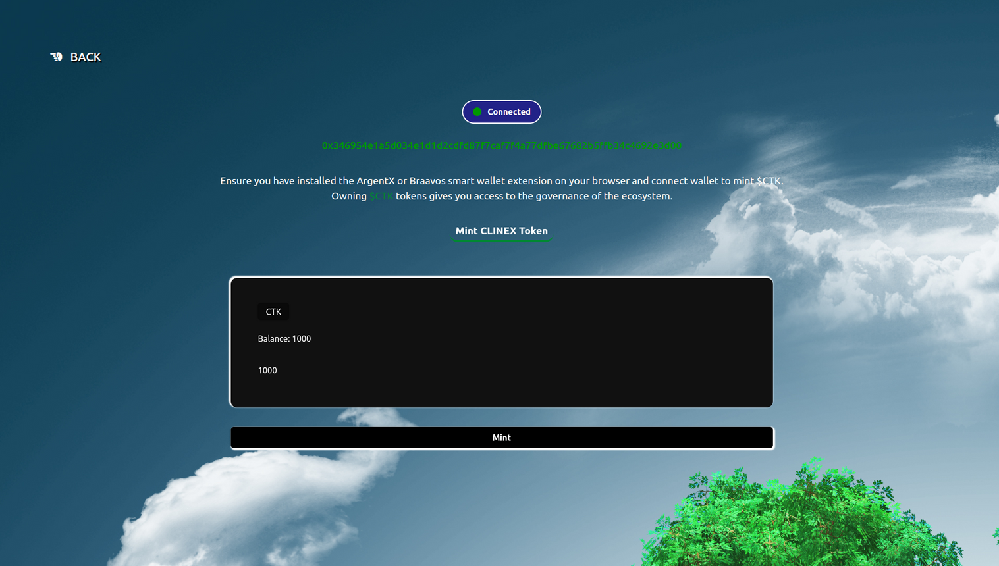 BACK
Connected
0x346954e1a5d034e1d1d2cdfd87f7caf7f4a77dfbe67682b5ffb34c4692e3d00
Ensure you have installed the ArgentX or Braavos smart wallet extension on your browser and connect wallet to mint $CTK.
Owning $CTK tokens gives you access to the governance of the ecosystem.
Mint CLINEX Token
CTK
Balance: 1000
1000
Mint